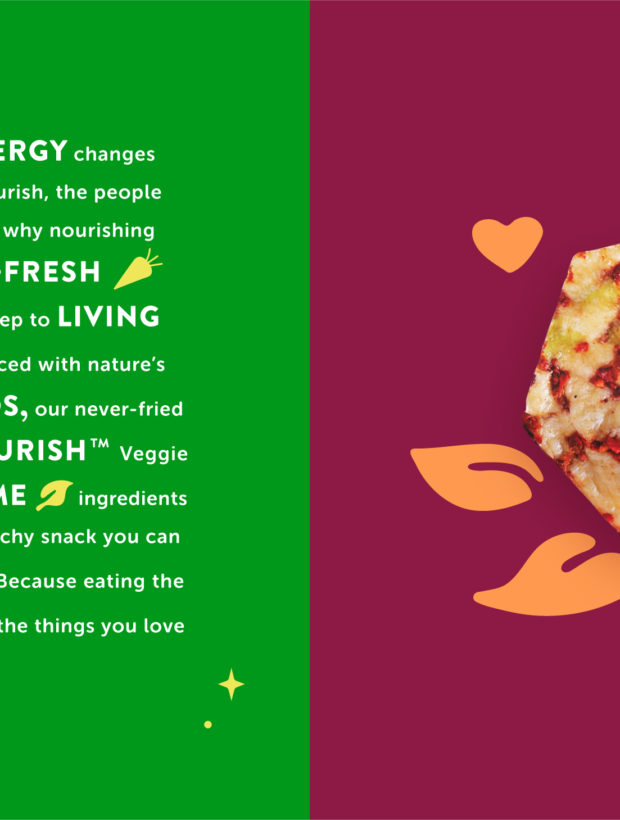 ERGY changes
urish, the people
why nourishing
-FRESH
ep to LIVING
ced with nature's
DS, our never-fried
URISH™ Veggie
ME ingredients
chy snack you can
Because eating the
the things you love